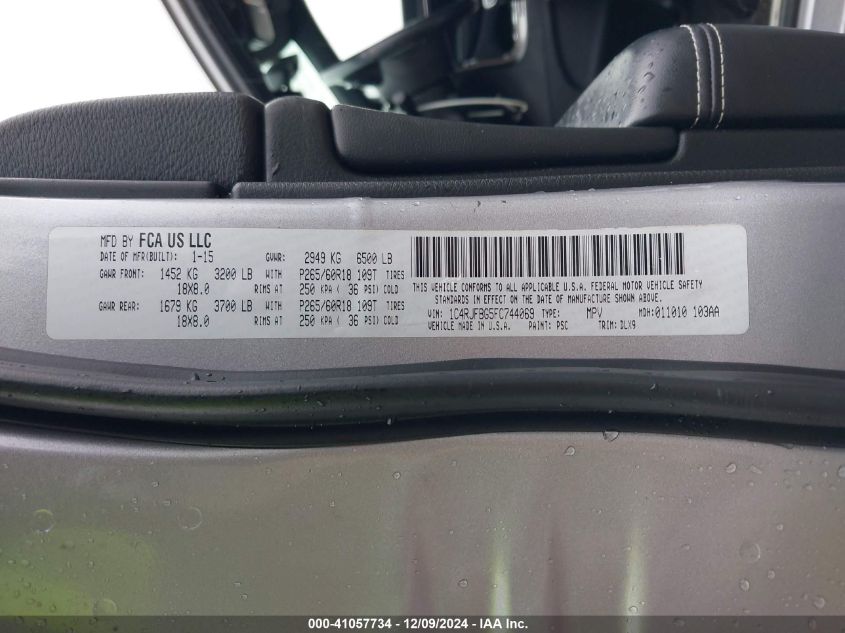 MFD BY FCA US LLC
DATE OF MFR(BUILT): 1-15 GVWR: 2949 KG 6500 LB
GAWR FRONT: 1452 KG 3200 LB WITH P265/60R18 109T TIRES
18X8.0 RIMS AT 250 KPA ( 36 PSI) COLD
GAWR REAR: 1679 KG 3700 LB WITH P265/60R18 109T TIRES
18X8.0 RIMS AT 250 KPA ( 36 PSI) COLD
THIS VEHICLE CONFORMS TO ALL APPLICABLE U.S.A. FEDERAL MOTOR VEHICLE SAFETY
STANDARDS IN EFFECT ON THE DATE OF MANUFACTURE SHOWN ABOVE.
VIN: 1C4RJFBG5FC744069 TYPE: MPV MDH:011010 103AA
VEHICLE MADE IN U.S.A. PAINT: PSC TRIM: DLX9
000-41057734 - 12/09/2024 - IAA Inc.